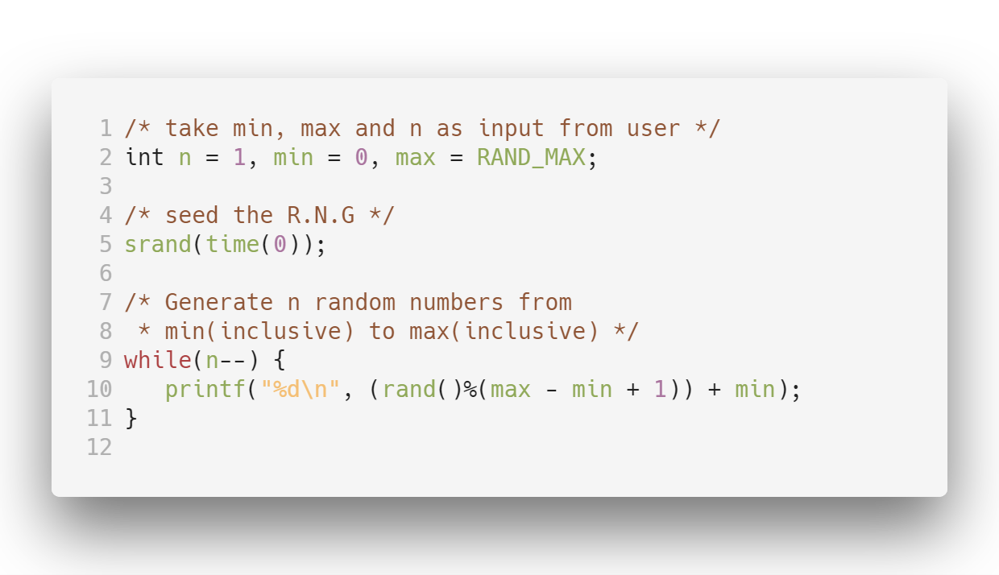 1 /* take min, max and n as input from user */
2 int n = 1, min = 0, max = RAND_MAX;
3
4 /* seed the R.N.G */
5 srand(time(0));
6
7 /* Generate n random numbers from
8  * min(inclusive) to max(inclusive) */
9 while(n--) {
10    printf("%d\n", (rand()%(max - min + 1)) + min);
11 }
12